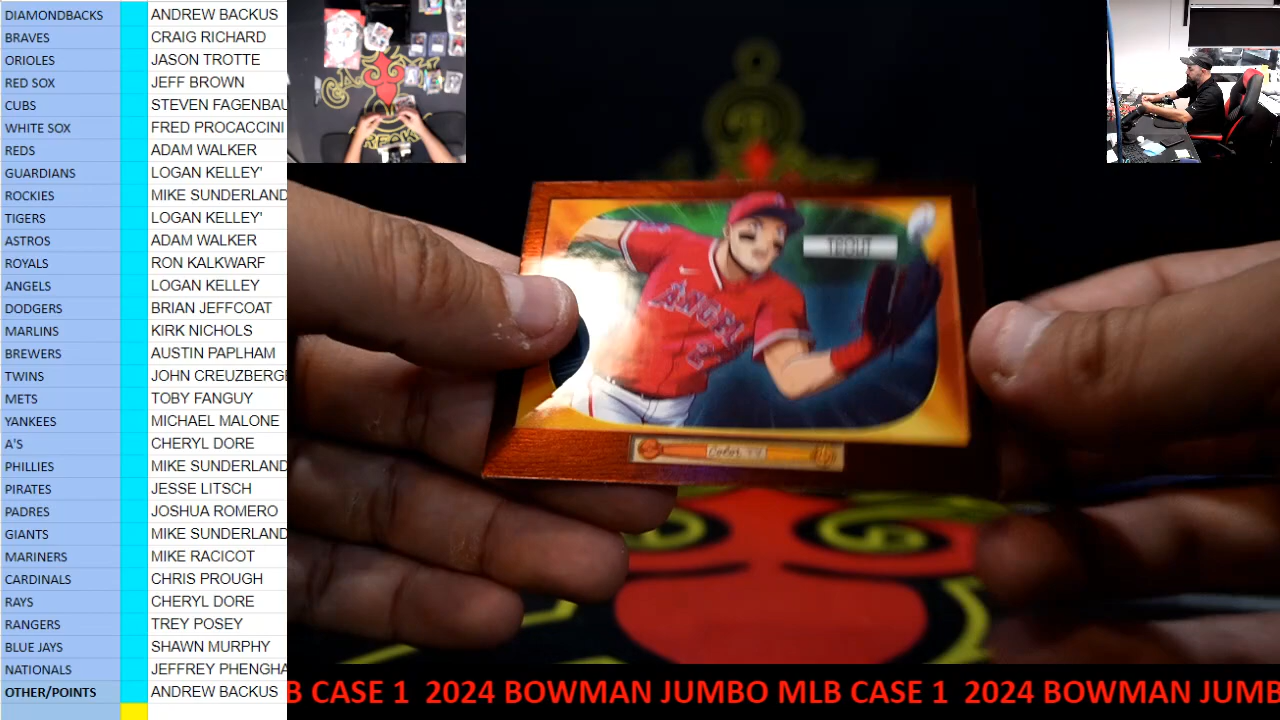 DIAMONDBACKS ANDREW BACKUS
BRAVES CRAIG RICHARD
ORIOLES JASON TROTTE
RED SOX JEFF BROWN
CUBS STEVEN FAGENBAU
WHITE SOX FRED PROCACCINI
REDS ADAM WALKER
GUARDIANS LOGAN KELLEY'
ROCKIES MIKE SUNDERLAND
TIGERS LOGAN KELLEY'
ASTROS ADAM WALKER
ROYALS RON KALKWARF
ANGELS LOGAN KELLEY
DODGERS BRIAN JEFFCOAT
MARLINS KIRK NICHOLS
BREWERS AUSTIN PAPLHAM
TWINS JOHN CREUZBERGE
METS TOBY FANGUY
YANKEES MICHAEL MALONE
A'S CHERYL DORE
PHILLIES MIKE SUNDERLAND
PIRATES JESSE LITSCH
PADRES JOSHUA ROMERO
GIANTS MIKE SUNDERLAND
MARINERS MIKE RACICOT
CARDINALS CHRIS PROUGH
RAYS CHERYL DORE
RANGERS TREY POSEY
BLUE JAYS SHAWN MURPHY
NATIONALS JEFFREY PHENGHA
OTHER/POINTS ANDREW BACKUS
TROUT
ANGELS
Color TV
B CASE 1 2024 BOWMAN JUMBO MLB CASE 1 2024 BOWMAN JUMB